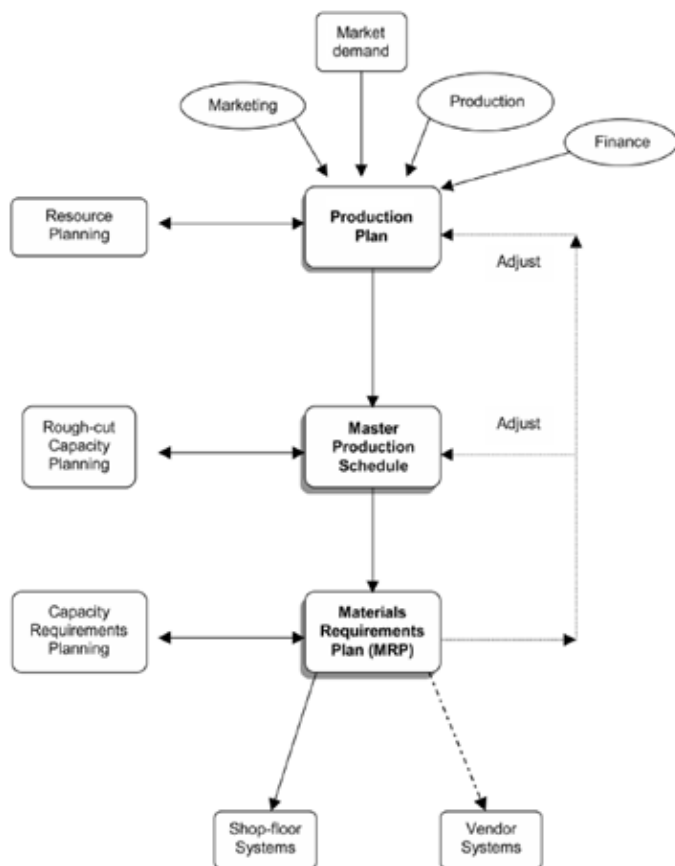 Market
demand
Marketing
Production
Finance
Resource
Planning
Production
Plan
Adjust
Rough-cut
Capacity
Planning
Master
Production
Schedule
Adjust
Capacity
Requirements
Planning
Materials
Requirements
Plan (MRP)
Shop-floor
Systems
Vendor
Systems